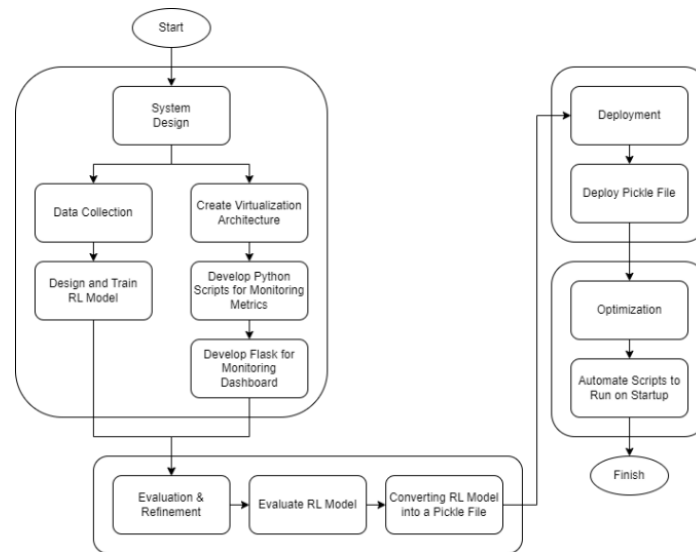 Start
System
Design
Data Collection
Design and Train
RL Model
Create Virtualization
Architecture
Develop Python
Scripts for Monitoring
Metrics
Develop Flask for
Monitoring
Dashboard
Evaluation &
Refinement
Evaluate RL Model
Converting RL Model
into a Pickle File
Deployment
Deploy Pickle File
Optimization
Automate Scripts to
Run on Startup
Finish